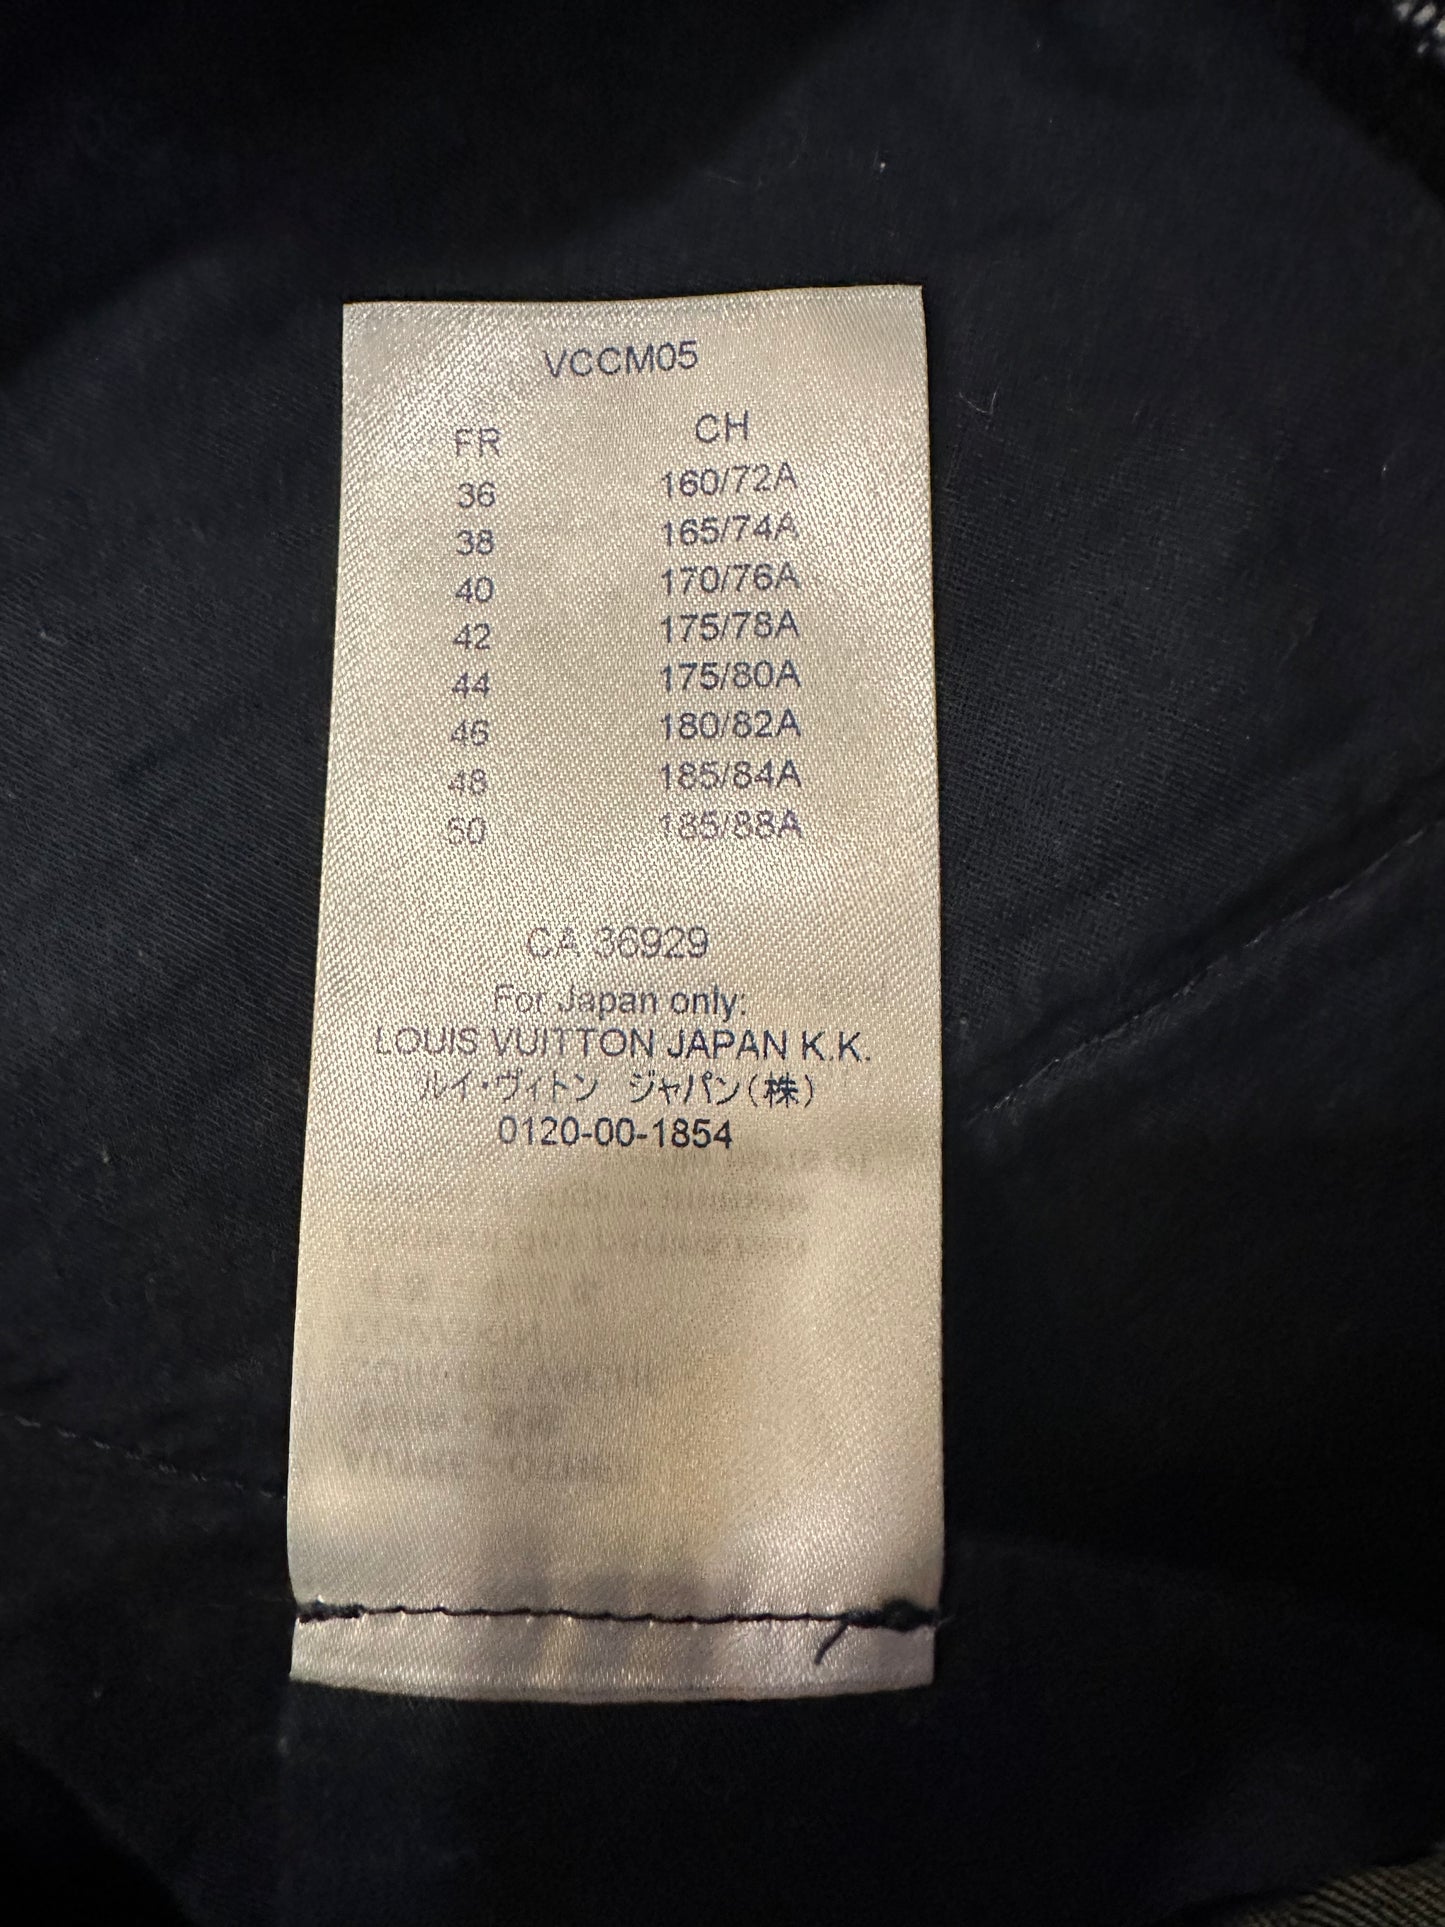 VCCM05
FR CH
36 160/72A
38 165/74A
40 170/76A
42 175/78A
44 175/80A
46 180/82A
48 185/84A
50 185/88A
CA 36929
For Japan only:
LOUIS VUITTON JAPAN K.K.
ルイ・ヴィトン ジャパン(株)
0120-00-1854